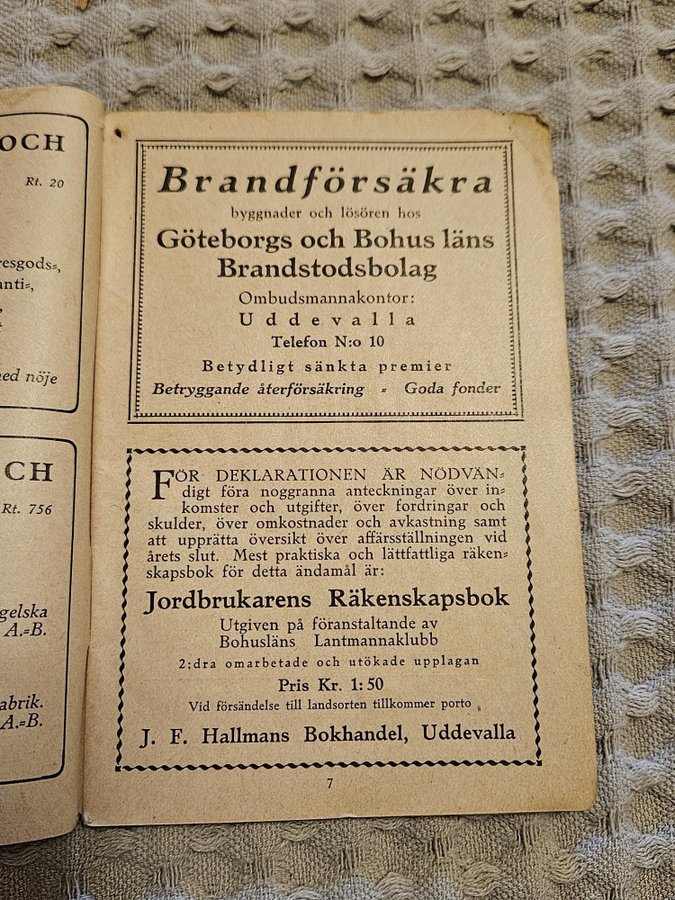 OCH
Rt. 20
esgods⸗,
anti⸗,
ed nöje
CH
Rt. 756
gelska
A.⸗B.
abrik.
A.⸗B.
Brandförsäkra
byggnader och lösören hos
Göteborgs och Bohus läns
Brandstodsbolag
Ombudsmannakontor:
Uddevalla
Telefon N:o 10
Betydligt sänkta premier
Betryggande återförsäkring ⸗ Goda fonder
FÖR DEKLARATIONEN ÄR NÖDVÄN⸗
digt föra noggranna anteckningar över in⸗
komster och utgifter, över fordringar och
skulder, över omkostnader och avkastning samt
att upprätta översikt över affärsställningen vid
årets slut. Mest praktiska och lättfattliga räken⸗
skapsbok för detta ändamål är:
Jordbrukarens Räkenskapsbok
Utgiven på föranstaltande av
Bohusläns Lantmannaklubb
2:dra omarbetade och utökade upplagan
Pris Kr. 1:50
Vid försändelse till landsorten tillkommer porto
J. F. Hallmans Bokhandel, Uddevalla
7